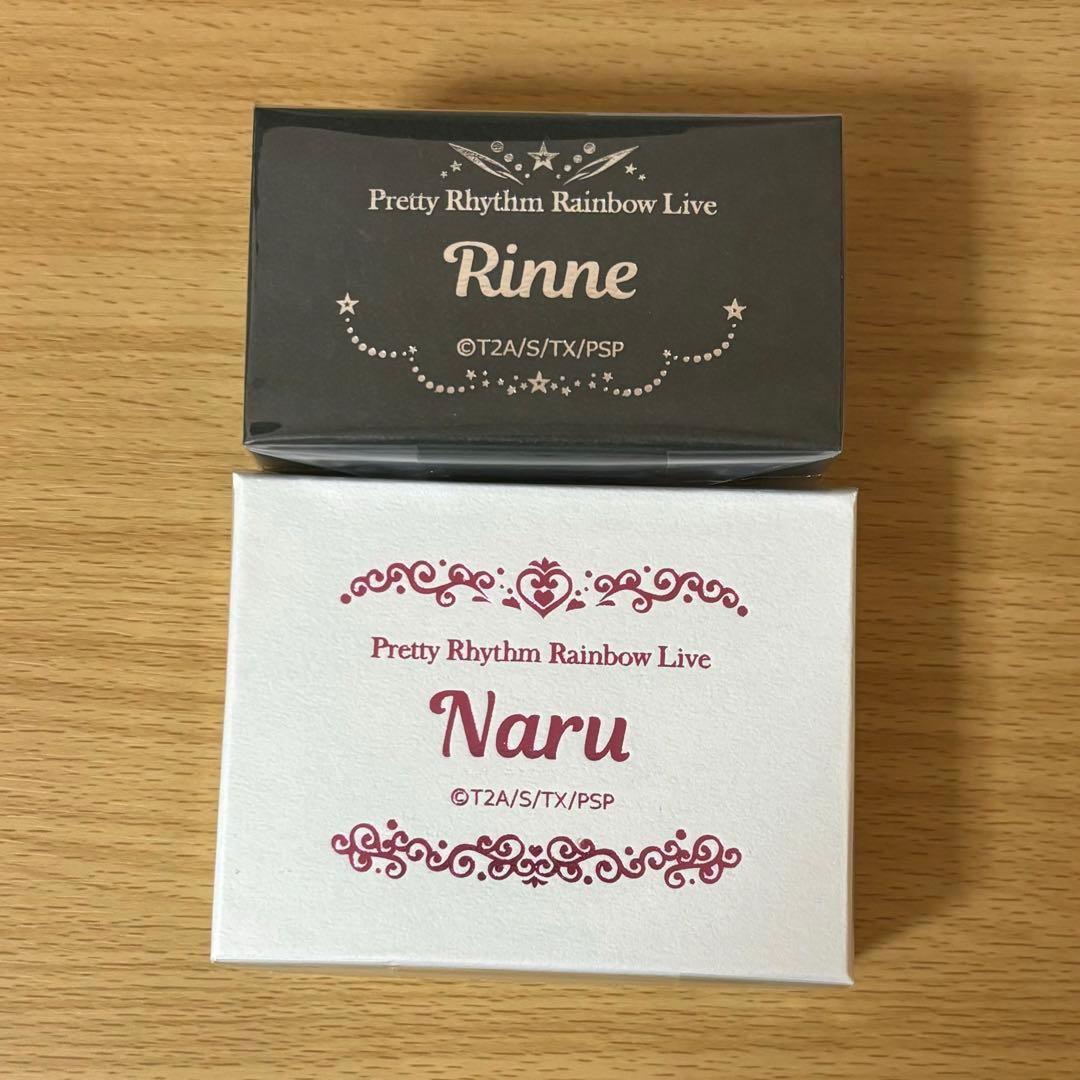 Pretty Rhythm Rainbow Live
Rinne
©T2A/S/TX/PSP
Pretty Rhythm Rainbow Live
Naru
©T2A/S/TX/PSP